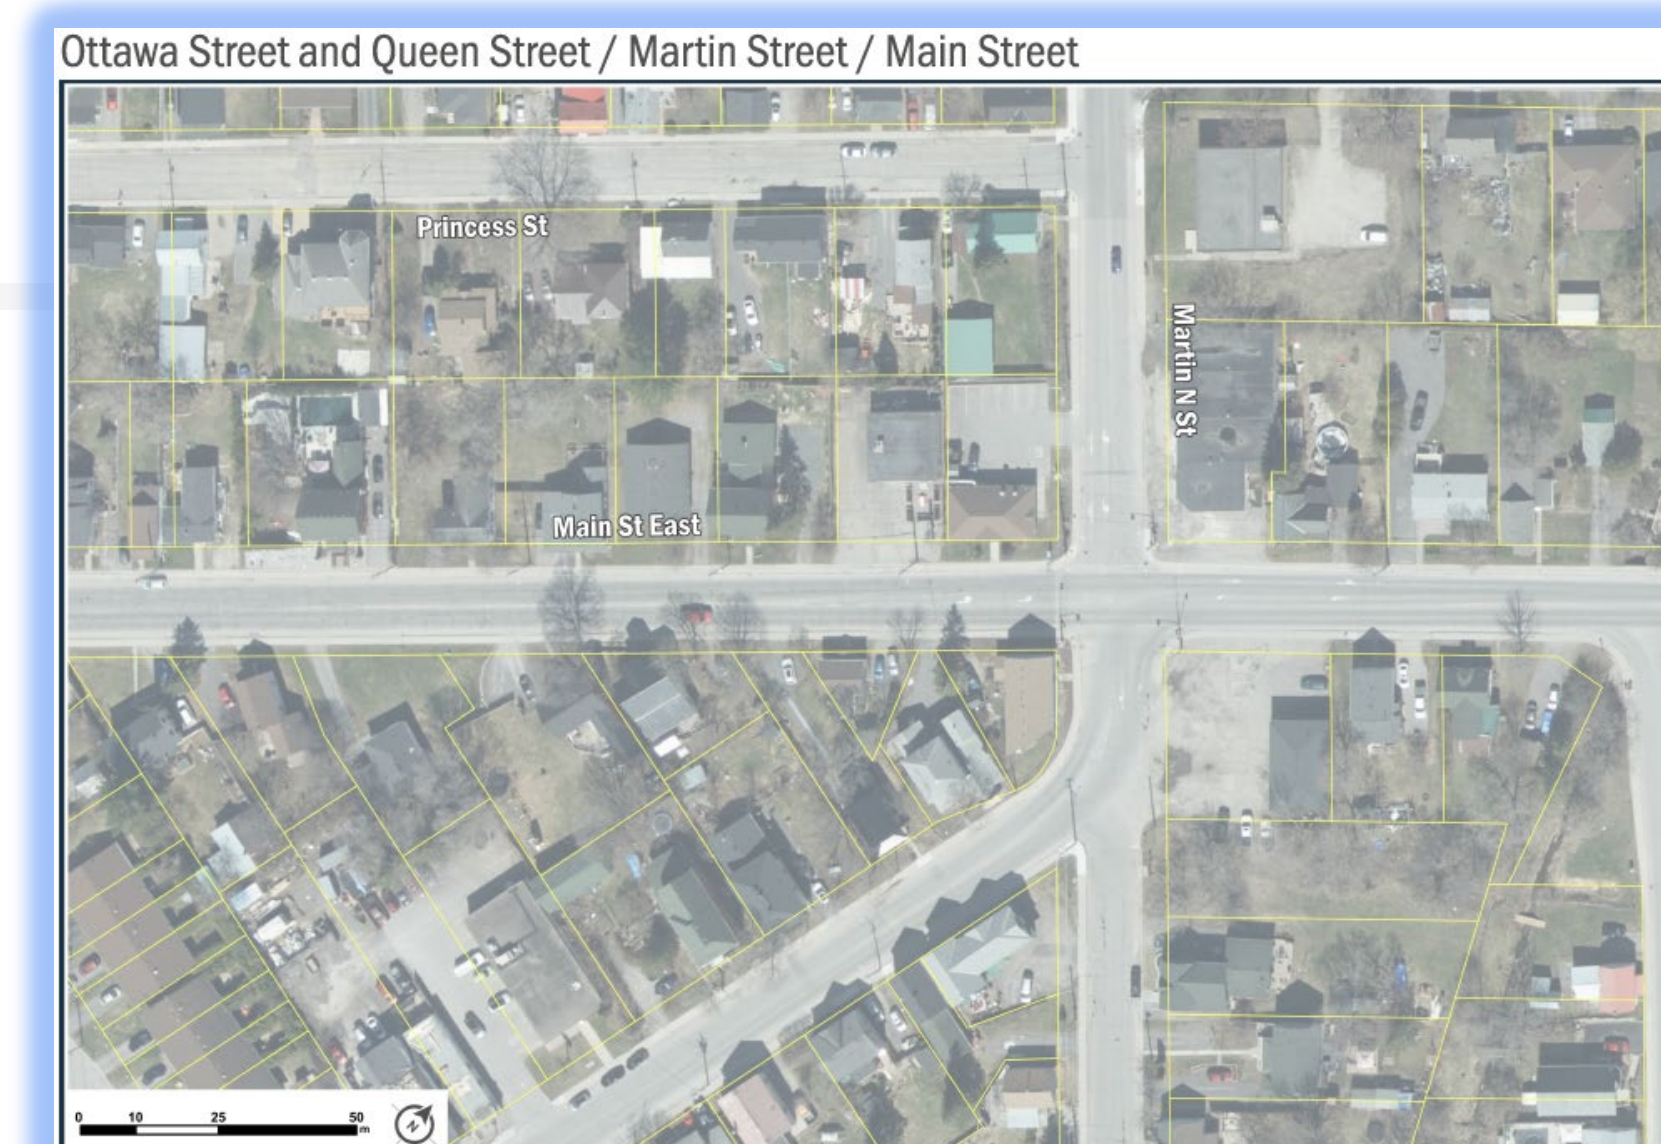 Ottawa Street and Queen Street / Martin Street / Main Street
Princess St
Martin N St
Main St East
0 10 25 50
m
N